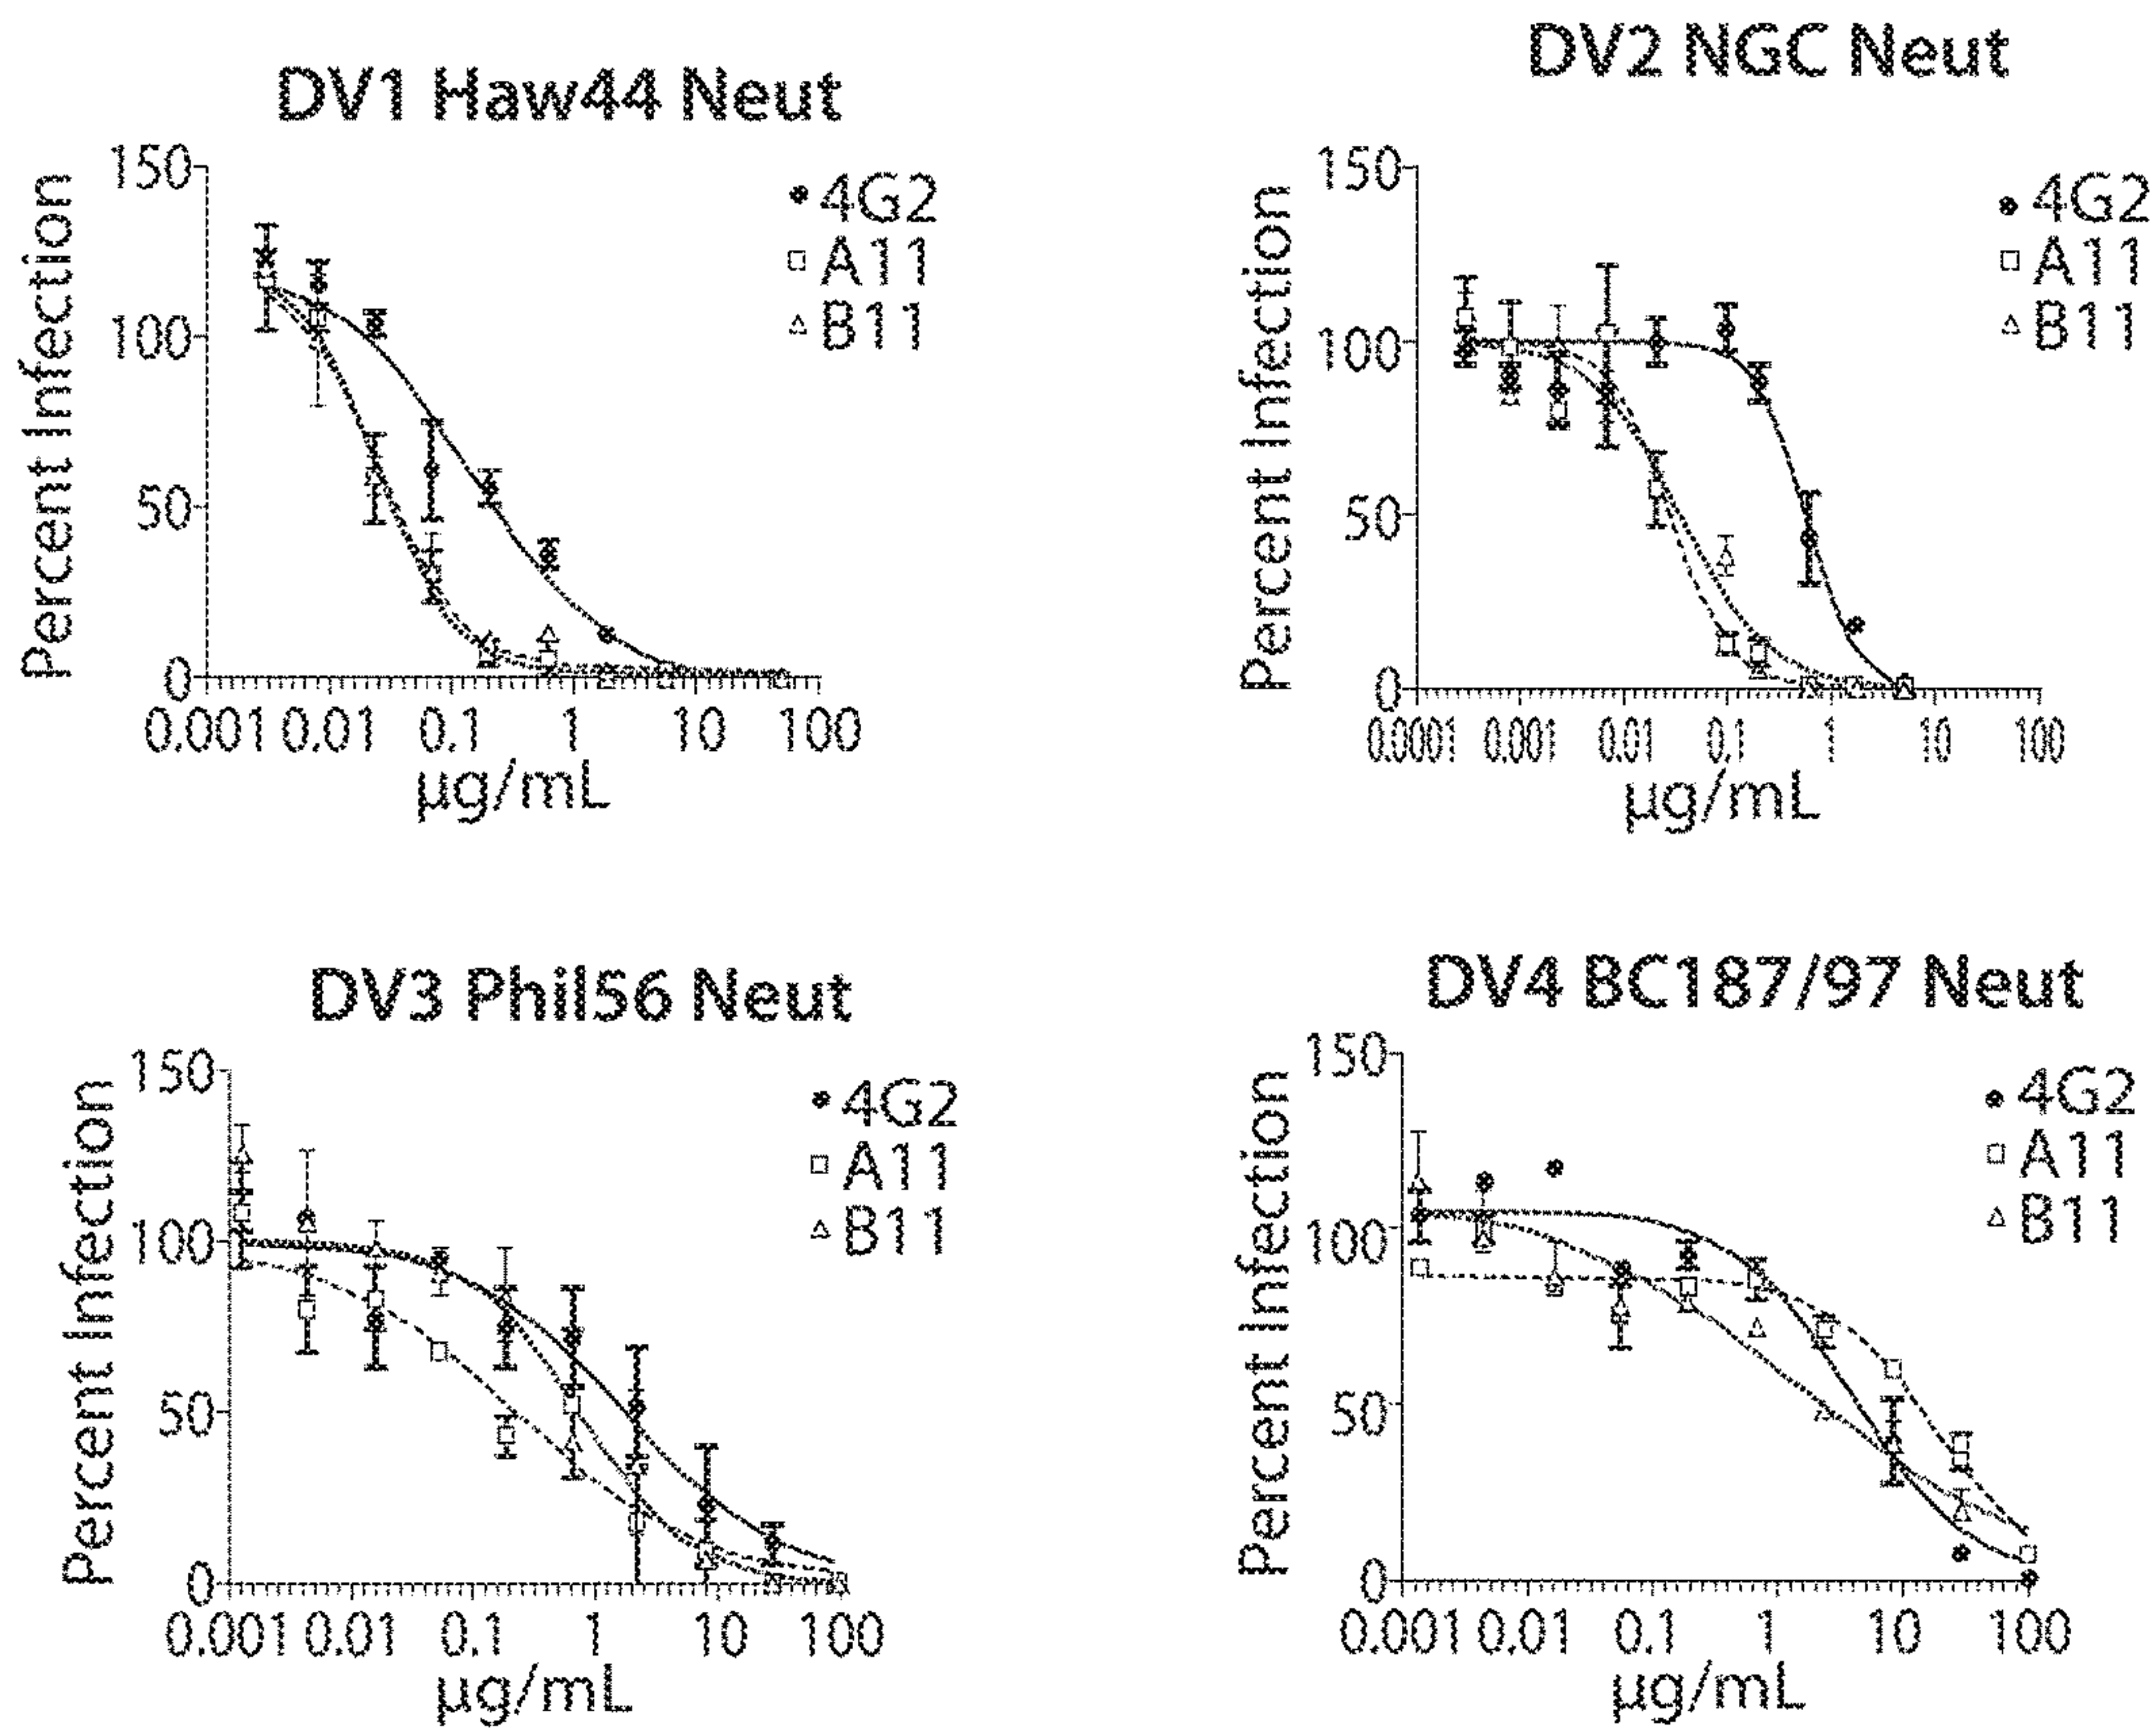 DV1 Haw44 Neut
150
100
50
0
Percent Infection
4G2
A11
B11
0.001 0.01 0.1 1 10 100
µg/mL
DV2 NGC Neut
150
100
50
0
Percent Infection
4G2
A11
B11
0.0001 0.001 0.01 0.1 1 10 100
µg/mL
DV3 Phil56 Neut
150
100
50
0
Percent Infection
4G2
A11
B11
0.001 0.01 0.1 1 10 100
µg/mL
DV4 BC187/97 Neut
150
100
50
0
Percent Infection
4G2
A11
B11
0.001 0.01 0.1 1 10 100
µg/mL